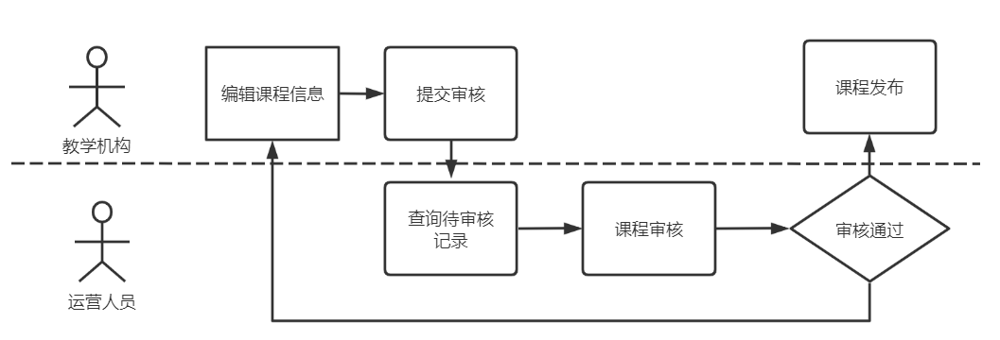 编辑课程信息
提交审核
课程发布
教学机构
查询待审核
记录
课程审核
审核通过
运营人员